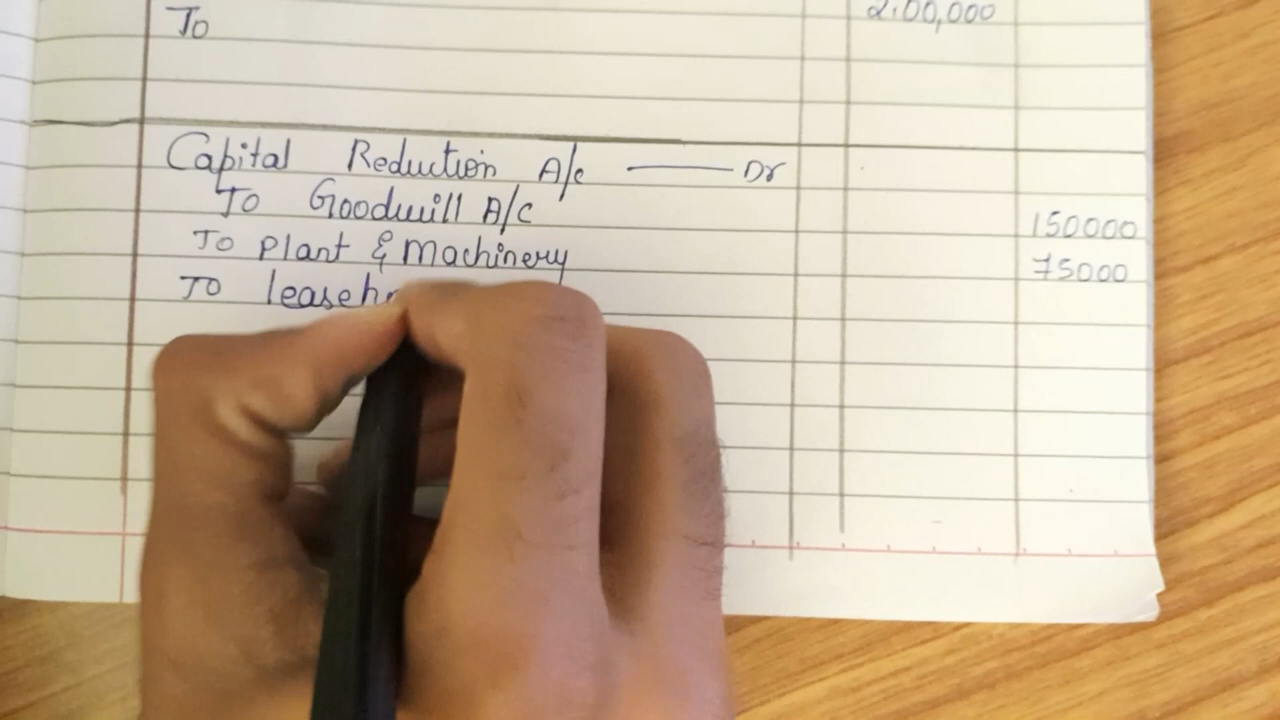 To 2,00,000
Capital Reduction A/c —— Dr
To Goodwill A/C 150000
To plant & Machinery 75000
To